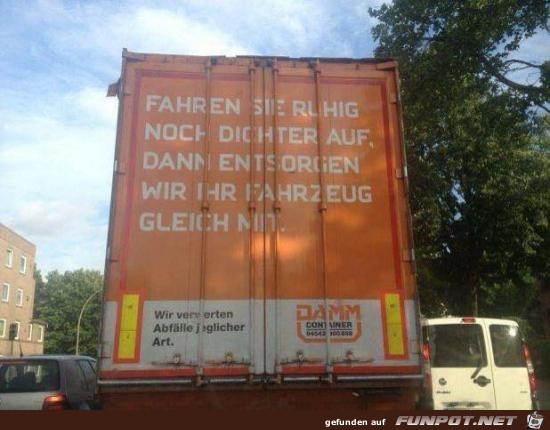 FAHREN SIE RUHIG
NOCH DICHTER AUF,
DANN ENTSORGEN
WIR IHR FAHRZEUG
GLEICH MIT.
Wir verwerten
Abfälle jeglicher
Art.
DAMM
CONTAINER
gefunden auf FUNPOT.NET